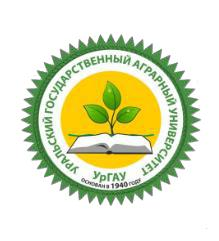 УРАЛЬСКИЙ ГОСУДАРСТВЕННЫЙ АГРАРНЫЙ УНИВЕРСИТЕТ
УрГАУ
ОСНОВАН В 1940 ГОДУ